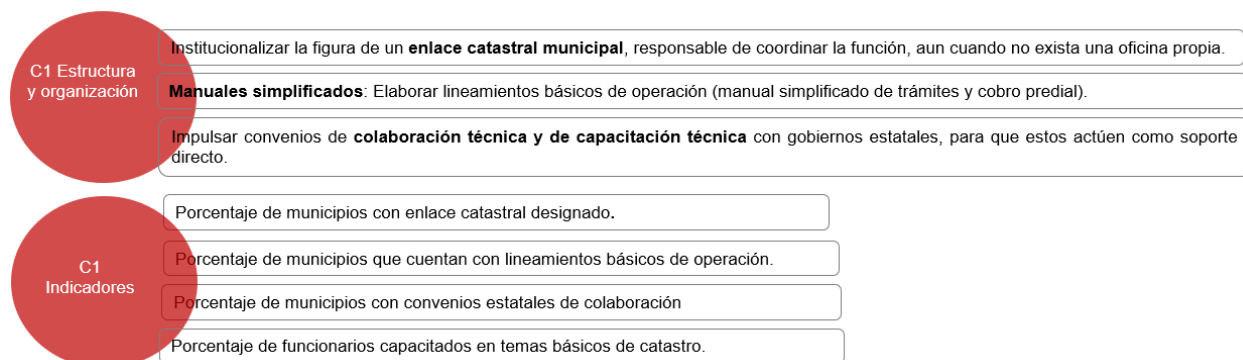 C1 Estructura
y organización
Institucionalizar la figura de un enlace catastral municipal, responsable de coordinar la función, aun cuando no exista una oficina propia.
Manuales simplificados: Elaborar lineamientos básicos de operación (manual simplificado de trámites y cobro predial).
Impulsar convenios de colaboración técnica y de capacitación técnica con gobiernos estatales, para que estos actúen como soporte
directo.
C1
Indicadores
Porcentaje de municipios con enlace catastral designado.
Porcentaje de municipios que cuentan con lineamientos básicos de operación.
Porcentaje de municipios con convenios estatales de colaboración
Porcentaje de funcionarios capacitados en temas básicos de catastro.